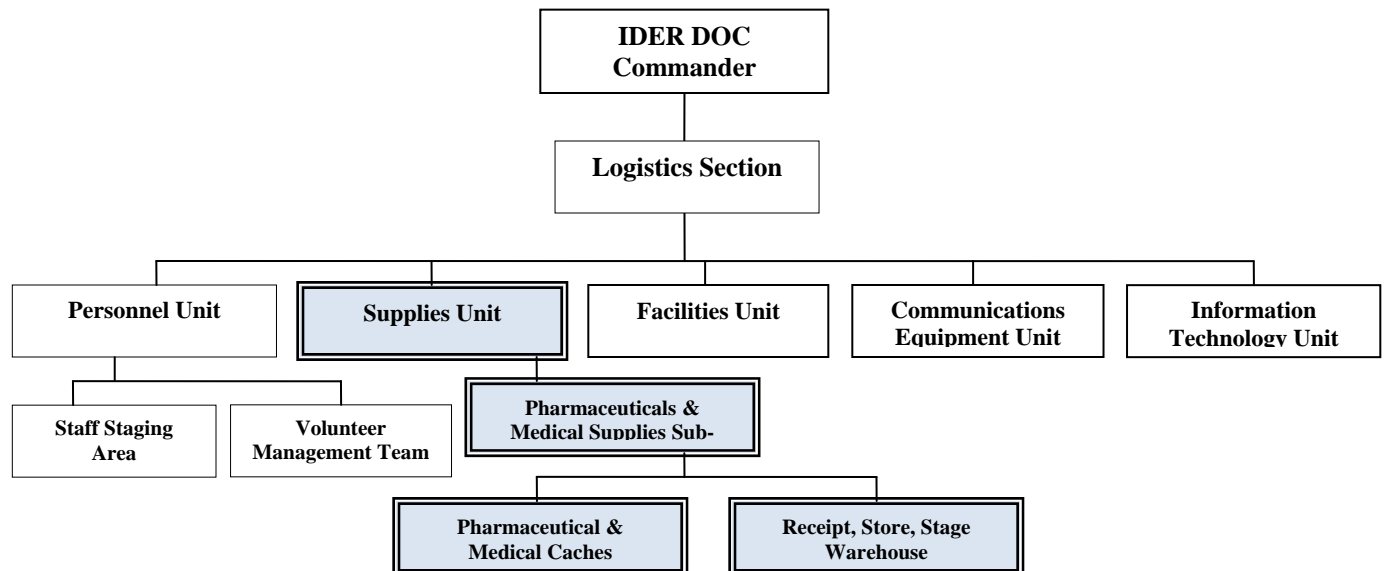 IDER DOC
Commander
Logistics Section
Personnel Unit
Supplies Unit
Facilities Unit
Communications
Equipment Unit
Information
Technology Unit
Staff Staging
Area
Volunteer
Management Team
Pharmaceuticals &
Medical Supplies Sub-
Pharmaceutical &
Medical Caches
Receipt, Store, Stage
Warehouse